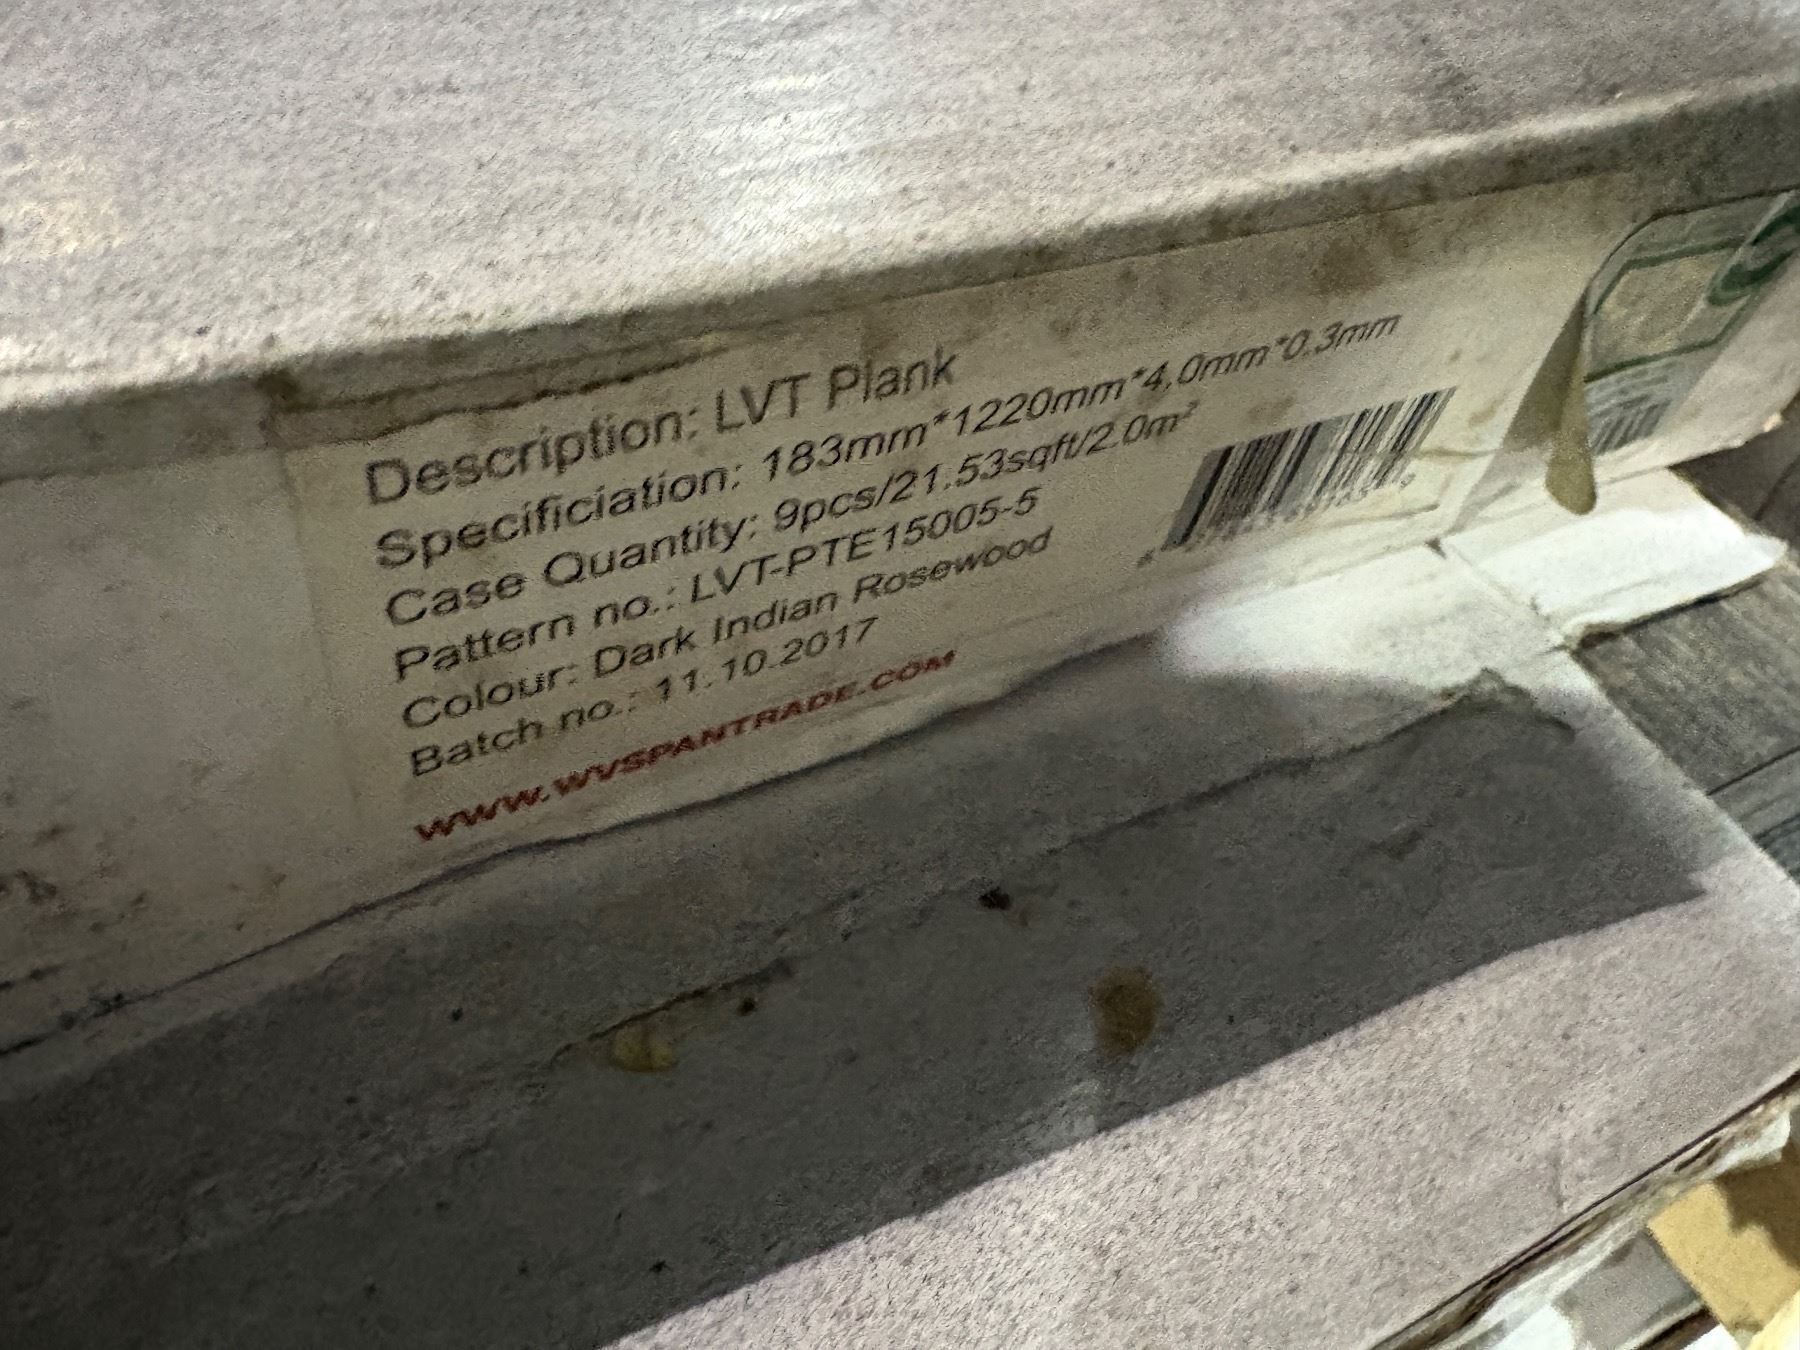 Description: LVT Plank
Specificiation: 183mm*1220mm*4,0mm*0.3mm
Case Quantity: 9pcs/21.53sqft/2.0m²
Pattern no.: LVT-PTE15005-5
Colour: Dark Indian Rosewood
Batch no.: 11.10.2017
WWW.WVSPANTRADE.COM